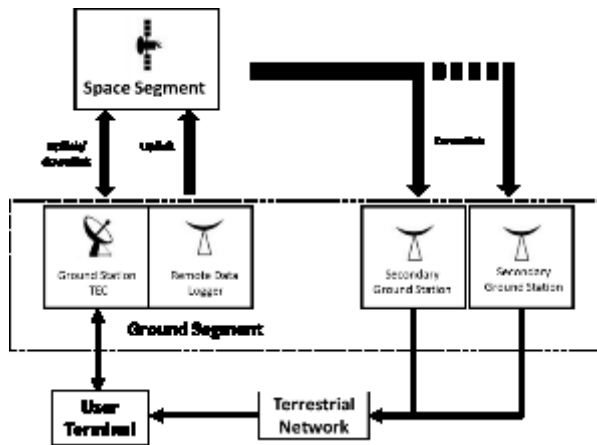 Space Segment
Uplink/
downlink
Uplink
Downlink
Ground Station
TEC
Remote Data
Logger
Secondary
Ground Station
Secondary
Ground Station
Ground Segment
User
Terminal
Terrestrial
Network